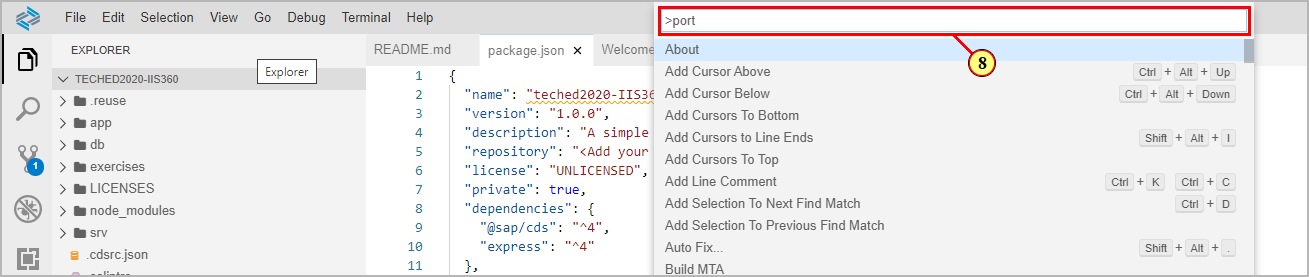 File Edit Selection View Go Debug Terminal Help
>port
8
EXPLORER
Explorer
TECHED2020-IIS360
.reuse
app
db
exercises
LICENSES
node_modules
srv
.cdsrc.json
1
README.md package.json × Welcome
1 {
2 "name": "teched2020-IIS36
3 "version": "1.0.0",
4 "description": "A simple
5 "repository": "<Add your
6 "license": "UNLICENSED",
7 "private": true,
8 "dependencies": {
9 "@sap/cds": "^4",
10 "express": "^4"
11 },
About
Add Cursor Above Ctrl + Alt + Up
Add Cursor Below Ctrl + Alt + Down
Add Cursors To Bottom
Add Cursors to Line Ends Shift + Alt + I
Add Cursors To Top
Add Line Comment Ctrl + K Ctrl + C
Add Selection To Next Find Match Ctrl + D
Add Selection To Previous Find Match
Auto Fix... Shift + Alt + .
Build MTA